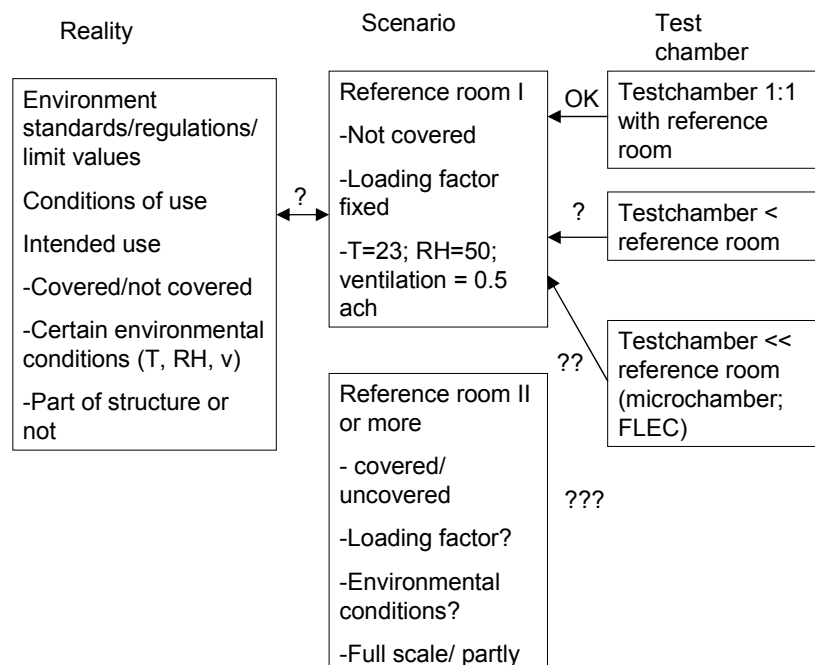 Reality
Scenario
Test
chamber
Environment
standards/regulations/
limit values
Conditions of use
Intended use
-Covered/not covered
-Certain environmental
conditions (T, RH, v)
-Part of structure or
not
?
Reference room I
-Not covered
-Loading factor
fixed
-T=23; RH=50;
ventilation = 0.5
ach
OK
?
??
Testchamber 1:1
with reference
room
Testchamber <
reference room
Testchamber <<
reference room
(microchamber;
FLEC)
Reference room II
or more
- covered/
uncovered
-Loading factor?
-Environmental
conditions?
-Full scale/ partly
???